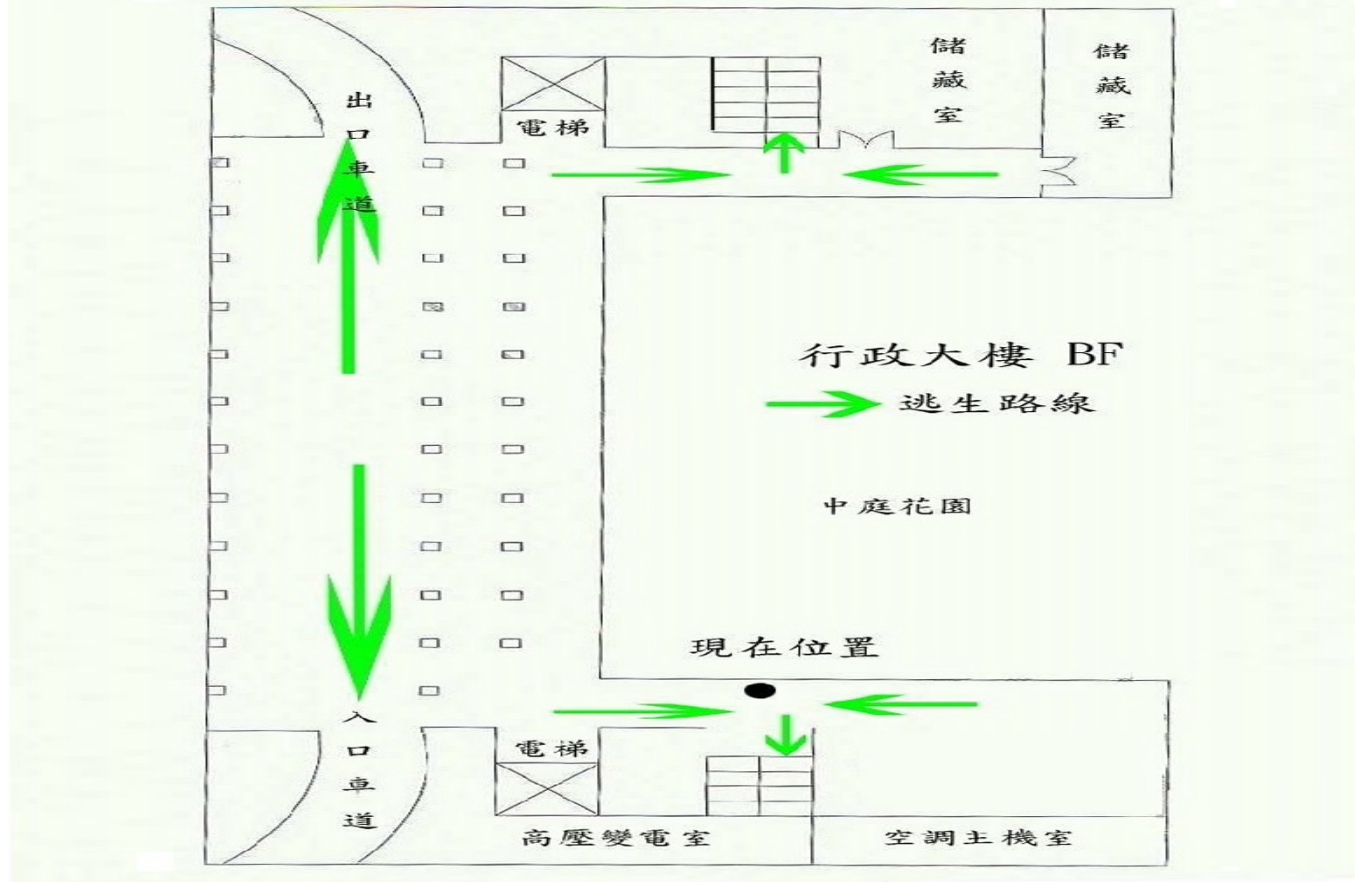 儲藏室
儲藏室
出口車道
電梯
行政大樓 BF
逃生路線
中庭花園
現在位置
入口車道
電梯
高壓變電室
空調主機室